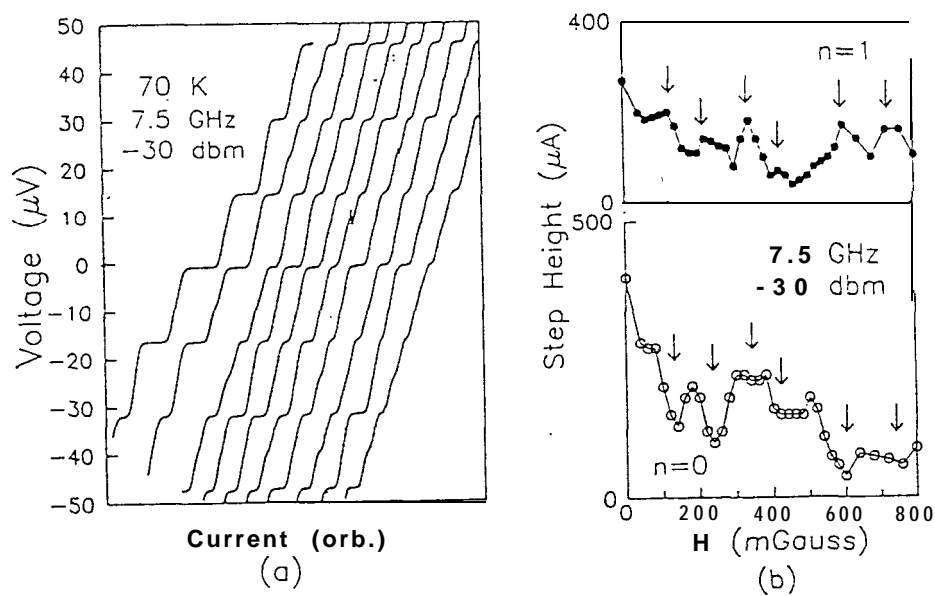 50
40
30
20
10
0
−10
−20
−30
−40
−50
Voltage (μV)
70 K
7.5 GHz
−30 dbm
Current (orb.)
(a)
400
n=1
0
500
7.5 GHz
-30 dbm
n=0
0
Step Height (μA)
0 200 400 600 800
H (mGauss)
(b)